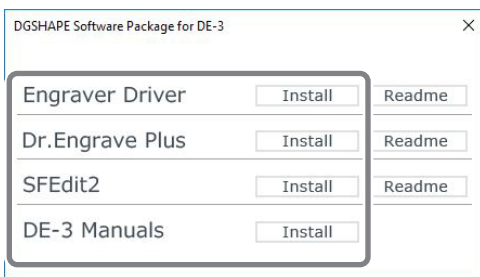 DGSHAPE Software Package for DE-3
Engraver Driver Install Readme
Dr.Engrave Plus Install Readme
SFEdit2 Install Readme
DE-3 Manuals Install